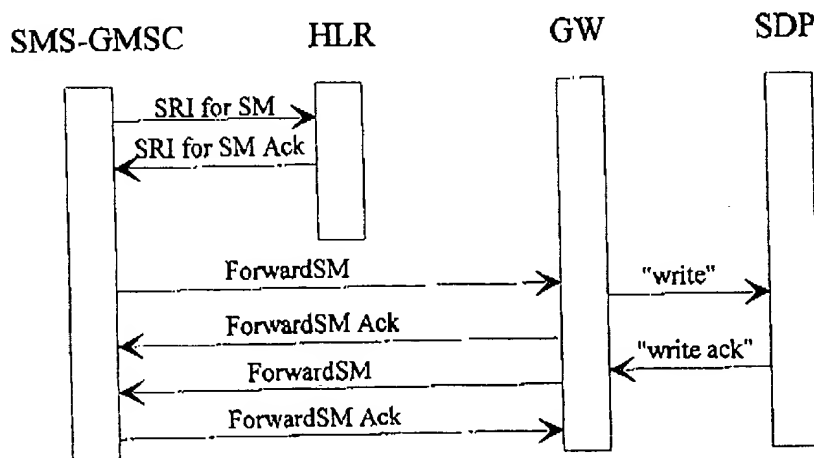 SMS-GMSC HLR GW SDP
SRI for SM
SRI for SM Ack
ForwardSM
"write"
ForwardSM Ack
"write ack"
ForwardSM
ForwardSM Ack